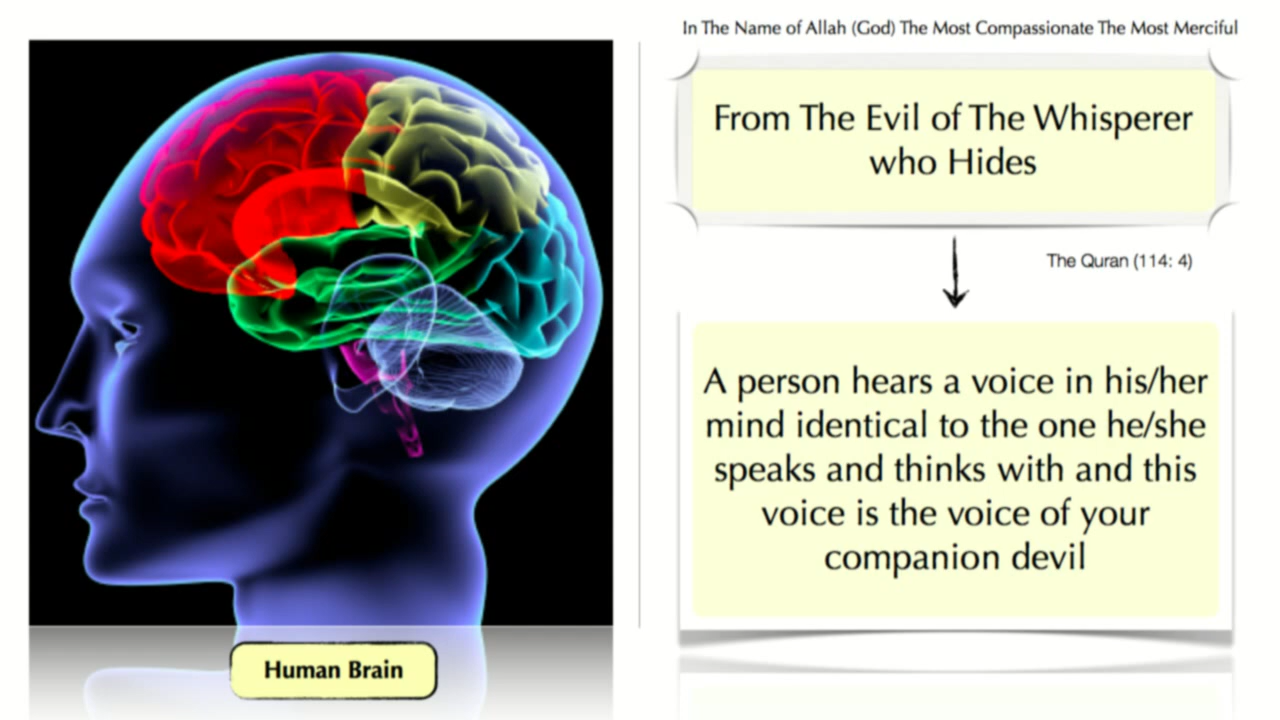 In The Name of Allah (God) The Most Compassionate The Most Merciful
From The Evil of The Whisperer
who Hides
The Quran (114: 4)
A person hears a voice in his/her
mind identical to the one he/she
speaks and thinks with and this
voice is the voice of your
companion devil
Human Brain